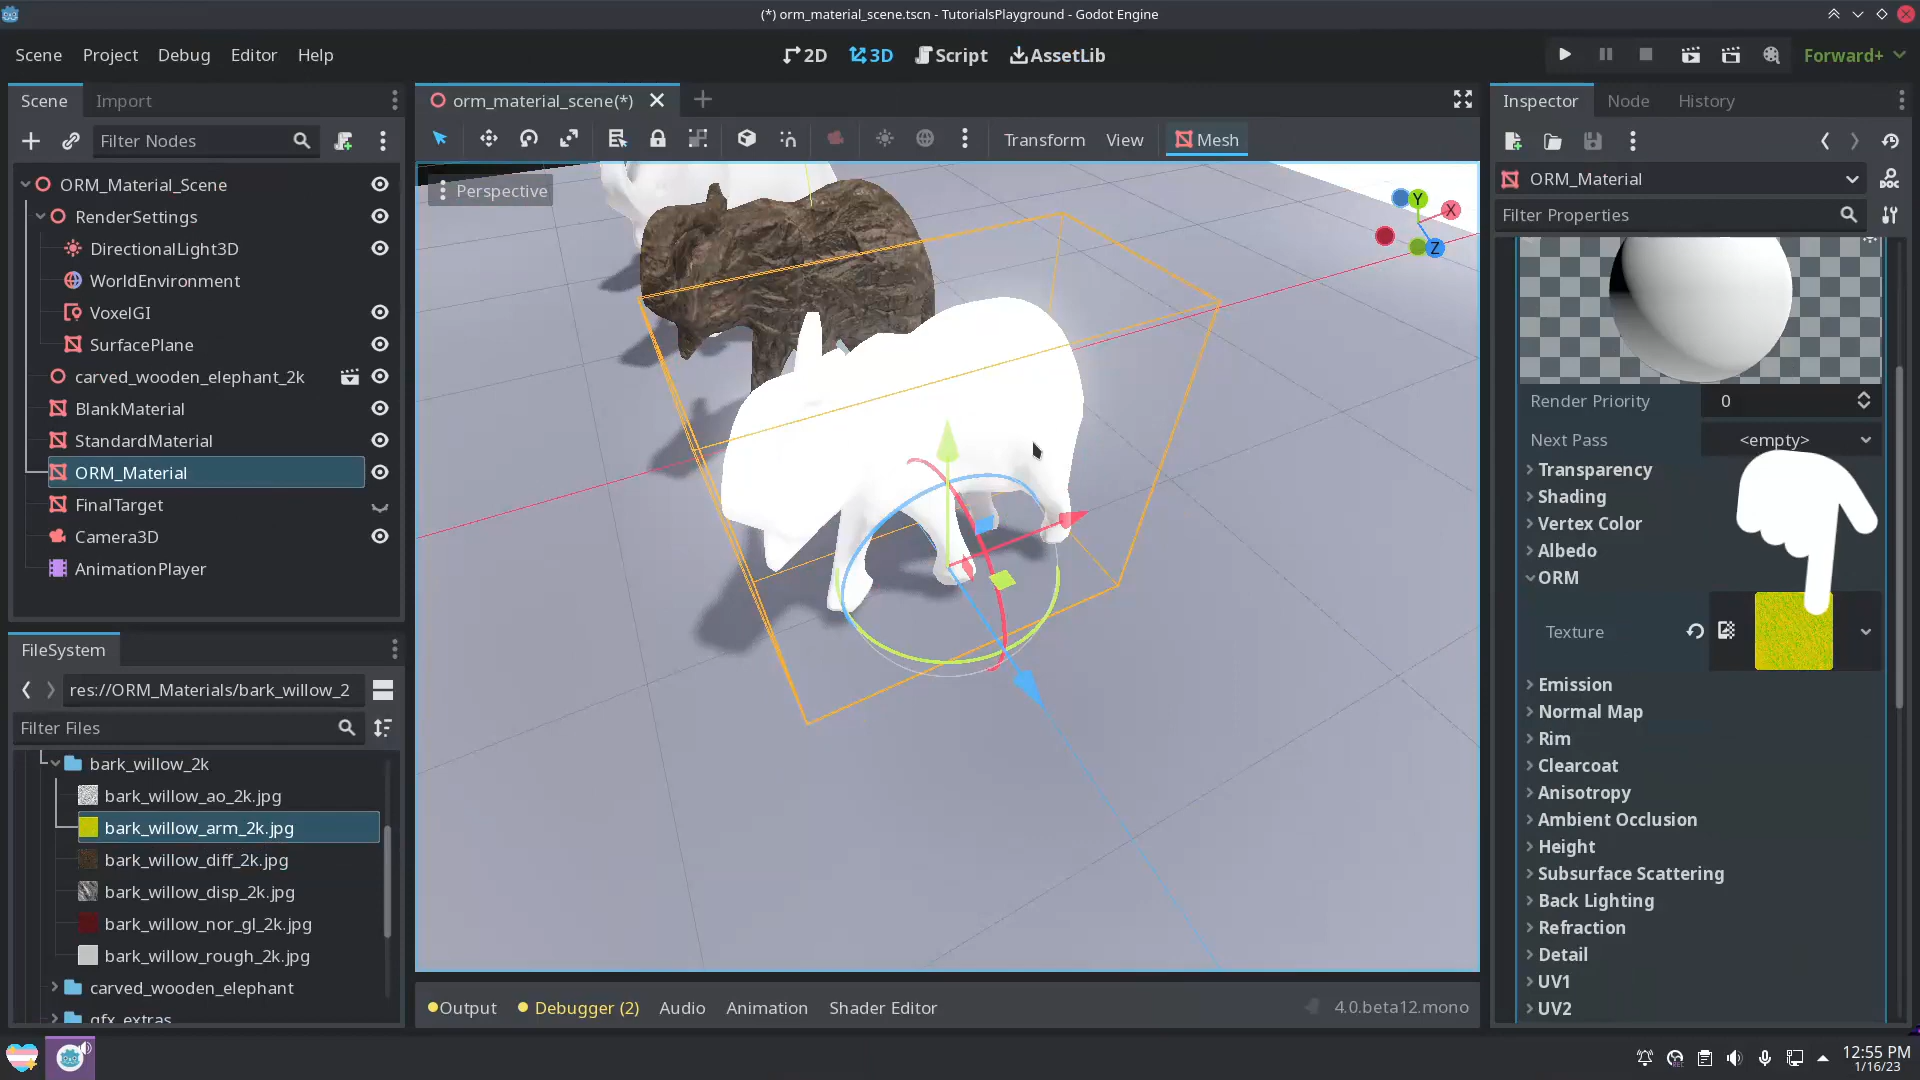 (*) orm_material_scene.tscn - TutorialsPlayground - Godot Engine
Scene Project Debug Editor Help
2D 3D Script AssetLib
Forward+
Scene Import
Filter Nodes
ORM_Material_Scene
RenderSettings
DirectionalLight3D
WorldEnvironment
VoxelGI
SurfacePlane
carved_wooden_elephant_2k
BlankMaterial
StandardMaterial
ORM_Material
FinalTarget
Camera3D
AnimationPlayer
FileSystem
res://ORM_Materials/bark_willow_2
Filter Files
bark_willow_2k
bark_willow_ao_2k.jpg
bark_willow_arm_2k.jpg
bark_willow_diff_2k.jpg
bark_willow_disp_2k.jpg
bark_willow_nor_gl_2k.jpg
bark_willow_rough_2k.jpg
carved_wooden_elephant
gfx_extras
orm_material_scene(*)
Transform View Mesh
Perspective
Y
X
Z
Output Debugger (2) Audio Animation Shader Editor 4.0.beta12.mono
Inspector Node History
ORM_Material
Filter Properties
Render Priority 0
Next Pass <empty>
Transparency
Shading
Vertex Color
Albedo
ORM
Texture
Emission
Normal Map
Rim
Clearcoat
Anisotropy
Ambient Occlusion
Height
Subsurface Scattering
Back Lighting
Refraction
Detail
UV1
UV2
12:55 PM
1/16/23